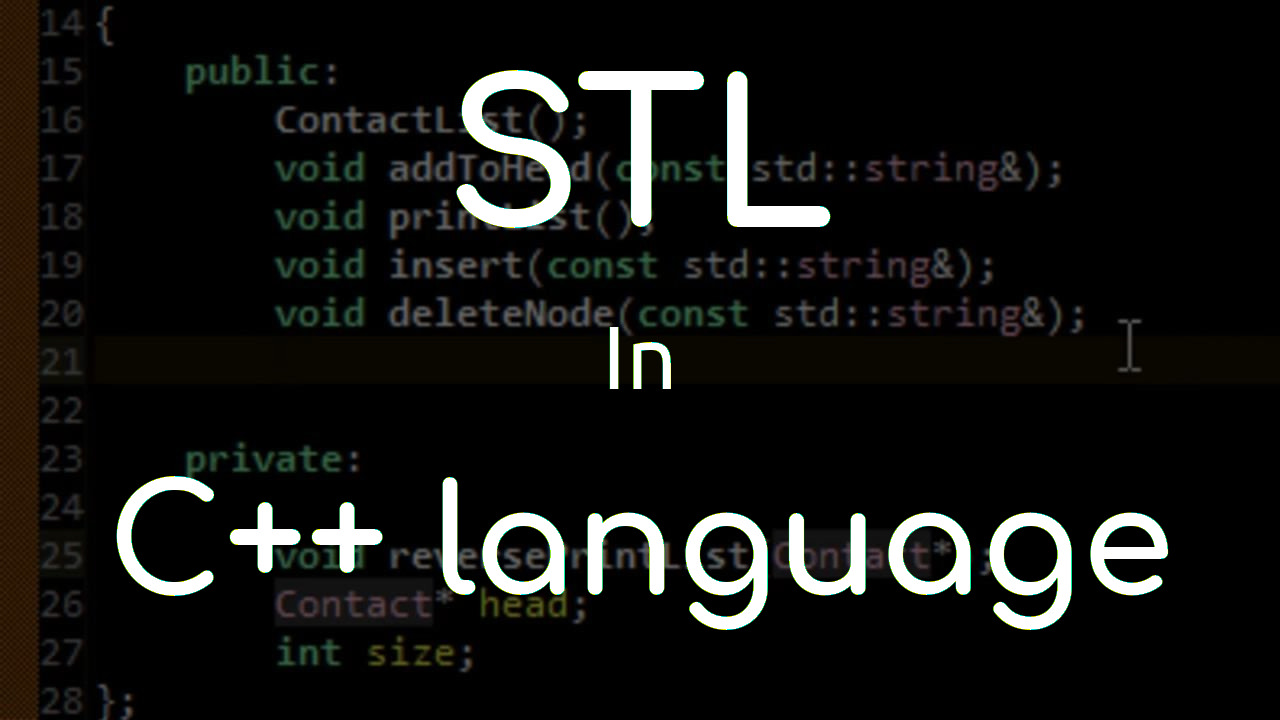 14 {
15 public:
16 ContactList();
17 void addToHead(const std::string&);
18 void printList();
19 void insert(const std::string&);
20 void deleteNode(const std::string&);
21
22
23 private:
24
25 void reversePrintList(Contact*);
26 Contact* head;
27 int size;
28 };
STL
In
C++ language